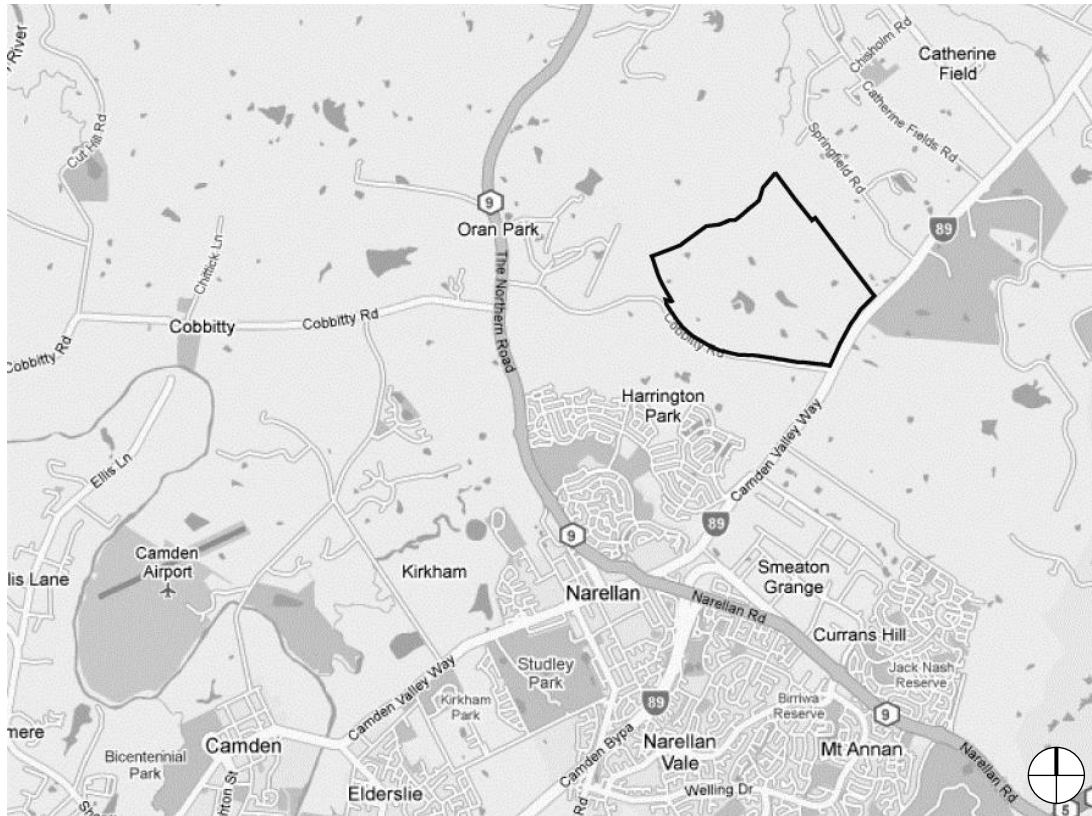 River
Cut Hill Rd
Chisholm Rd
Catherine
Field
Catherine Fields Rd
Springfield Rd
9
Oran Park
89
Chittick Ln
The Northern Road
Cobbitty
Cobbitty Rd
Cobbitty Rd
Cobbitty Rd
Harrington
Park
Camden Valley Way
Ellis Ln
89
9
Camden
Airport
Kirkham
Smeaton
Grange
llis Lane
Narellan
Narellan Rd
Currans Hill
Jack Nash
Reserve
Studley
Park
Camden Valley Way
Kirkham
Park
89
Birriwa
Reserve
9
mere
Bicentennial
Park
Camden
Camden Bypa
Narellan
Vale
Mt Annan
Narellan Rd
Elderslie
Welling Dr
Rd
hton St
5